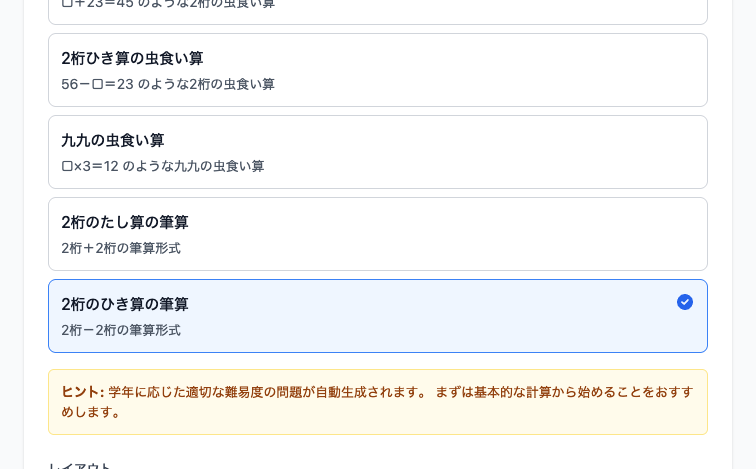 □＋23＝45 のような2桁の虫食い算
2桁ひき算の虫食い算
56－□＝23 のような2桁の虫食い算
九九の虫食い算
□×3＝12 のような九九の虫食い算
2桁のたし算の筆算
2桁＋2桁の筆算形式
2桁のひき算の筆算
2桁－2桁の筆算形式
ヒント: 学年に応じた適切な難易度の問題が自動生成されます。 まずは基本的な計算から始めることをおすす
めします。
レイアウト